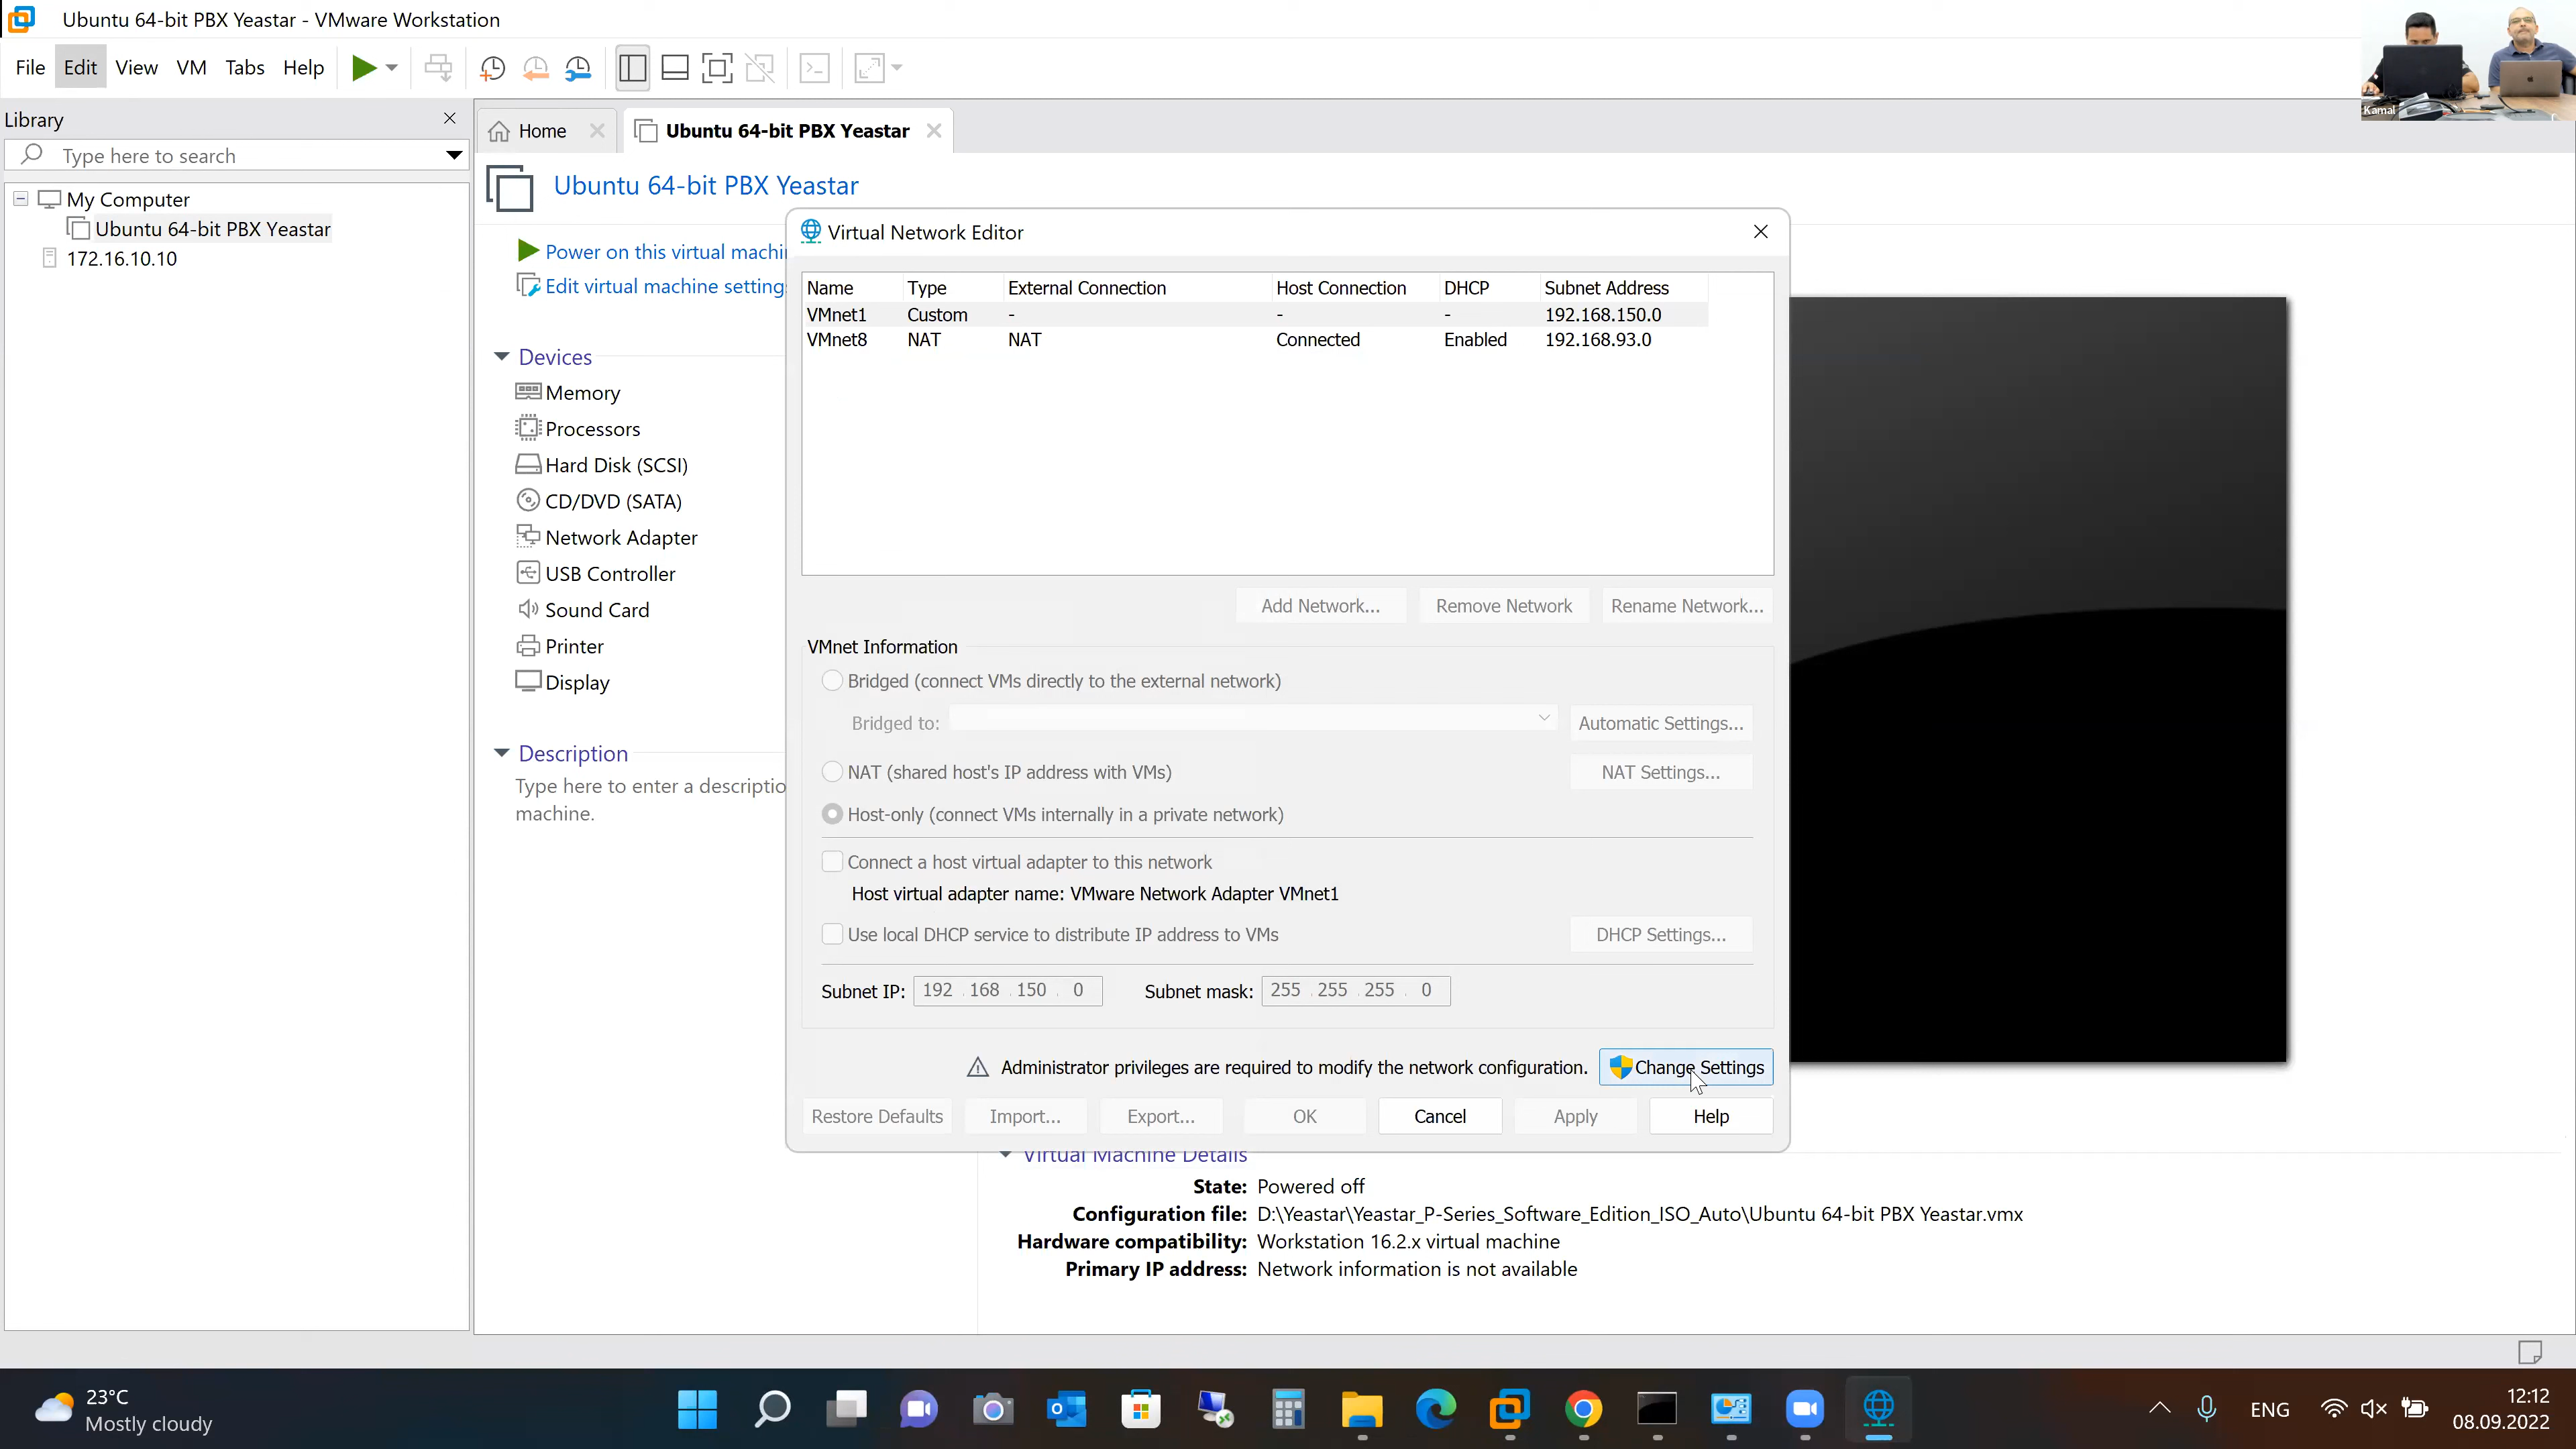 Ubuntu 64-bit PBX Yeastar - VMware Workstation
File Edit View VM Tabs Help
Kamal
Library
Type here to search
My Computer
Ubuntu 64-bit PBX Yeastar
172.16.10.10
Home
Ubuntu 64-bit PBX Yeastar
Ubuntu 64-bit PBX Yeastar
Power on this virtual machi
Edit virtual machine setting
Devices
Memory
Processors
Hard Disk (SCSI)
CD/DVD (SATA)
Network Adapter
USB Controller
Sound Card
Printer
Display
Description
Type here to enter a descriptio
machine.
Virtual Network Editor
Name Type External Connection Host Connection DHCP Subnet Address
VMnet1 Custom - - - 192.168.150.0
VMnet8 NAT NAT Connected Enabled 192.168.93.0
Add Network... Remove Network Rename Network...
VMnet Information
Bridged (connect VMs directly to the external network)
Bridged to: Automatic Settings...
NAT (shared host's IP address with VMs) NAT Settings...
Host-only (connect VMs internally in a private network)
Connect a host virtual adapter to this network
Host virtual adapter name: VMware Network Adapter VMnet1
Use local DHCP service to distribute IP address to VMs DHCP Settings...
Subnet IP: 192 . 168 . 150 . 0 Subnet mask: 255 . 255 . 255 . 0
Administrator privileges are required to modify the network configuration. Change Settings
Restore Defaults Import... Export... OK Cancel Apply Help
Virtual Machine Details
State: Powered off
Configuration file: D:\Yeastar\Yeastar_P-Series_Software_Edition_ISO_Auto\Ubuntu 64-bit PBX Yeastar.vmx
Hardware compatibility: Workstation 16.2.x virtual machine
Primary IP address: Network information is not available
23°C
Mostly cloudy
ENG
12:12
08.09.2022